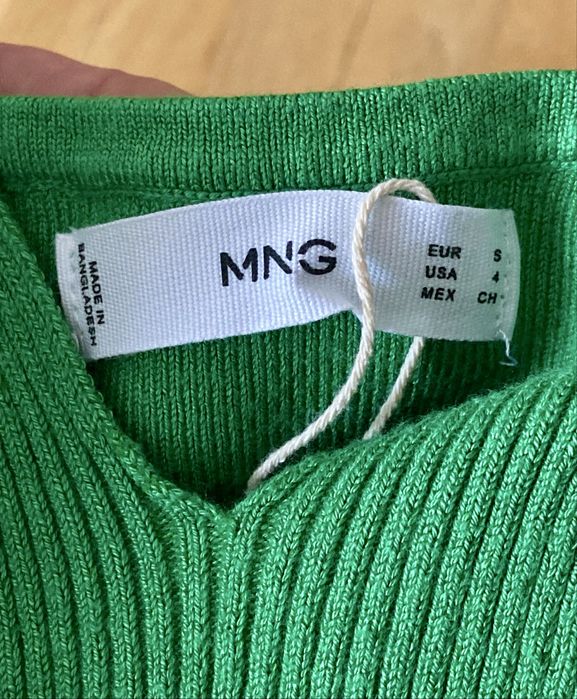 MADE IN
BANGLADESH
MNG
EUR S
USA 4
MEX CH